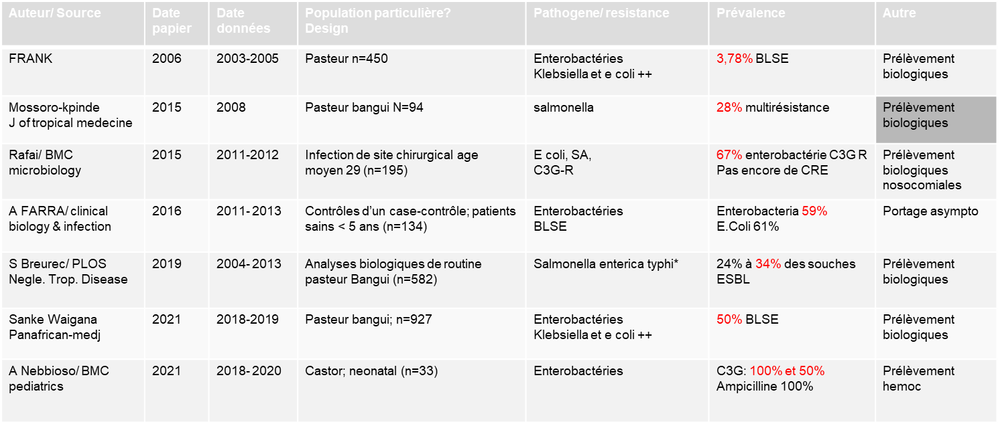 Auteur/ Source
Date
papier
Date
données
Population particulière?
Design
Pathogene/ resistance
Prévalence
Autre
FRANK
2006
2003-2005
Pasteur n=450
Enterobactéries
Klebsiella et e coli ++
3,78% BLSE
Prélèvement
biologiques
Mossoro-kpinde
J of tropical medecine
2015
2008
Pasteur bangui N=94
salmonella
28% multirésistance
Prélèvement
biologiques
Rafai/ BMC
microbiology
2015
2011-2012
Infection de site chirurgical age
moyen 29 (n=195)
E coli, SA,
C3G-R
67% enterobactérie C3G R
Pas encore de CRE
Prélèvement
biologiques
nosocomiales
A FARRA/ clinical
biology & infection
2016
2011- 2013
Contrôles d’un case-contrôle; patients
sains < 5 ans (n=134)
Enterobactéries
BLSE
Enterobacteria 59%
E.Coli 61%
Portage asympto
S Breurec/ PLOS
Negle. Trop. Disease
2019
2004- 2013
Analyses biologiques de routine
pasteur Bangui (n=582)
Salmonella enterica typhi*
24% à 34% des souches
ESBL
Prélèvement
biologiques
Sanke Waigana
Panafrican-medj
2021
2018-2019
Pasteur bangui; n=927
Enterobactéries
Klebsiella et e coli ++
50% BLSE
Prélèvement
biologiques
A Nebbioso/ BMC
pediatrics
2021
2018- 2020
Castor; neonatal (n=33)
Enterobactéries
C3G: 100% et 50%
Ampicilline 100%
Prélèvement
hemoc